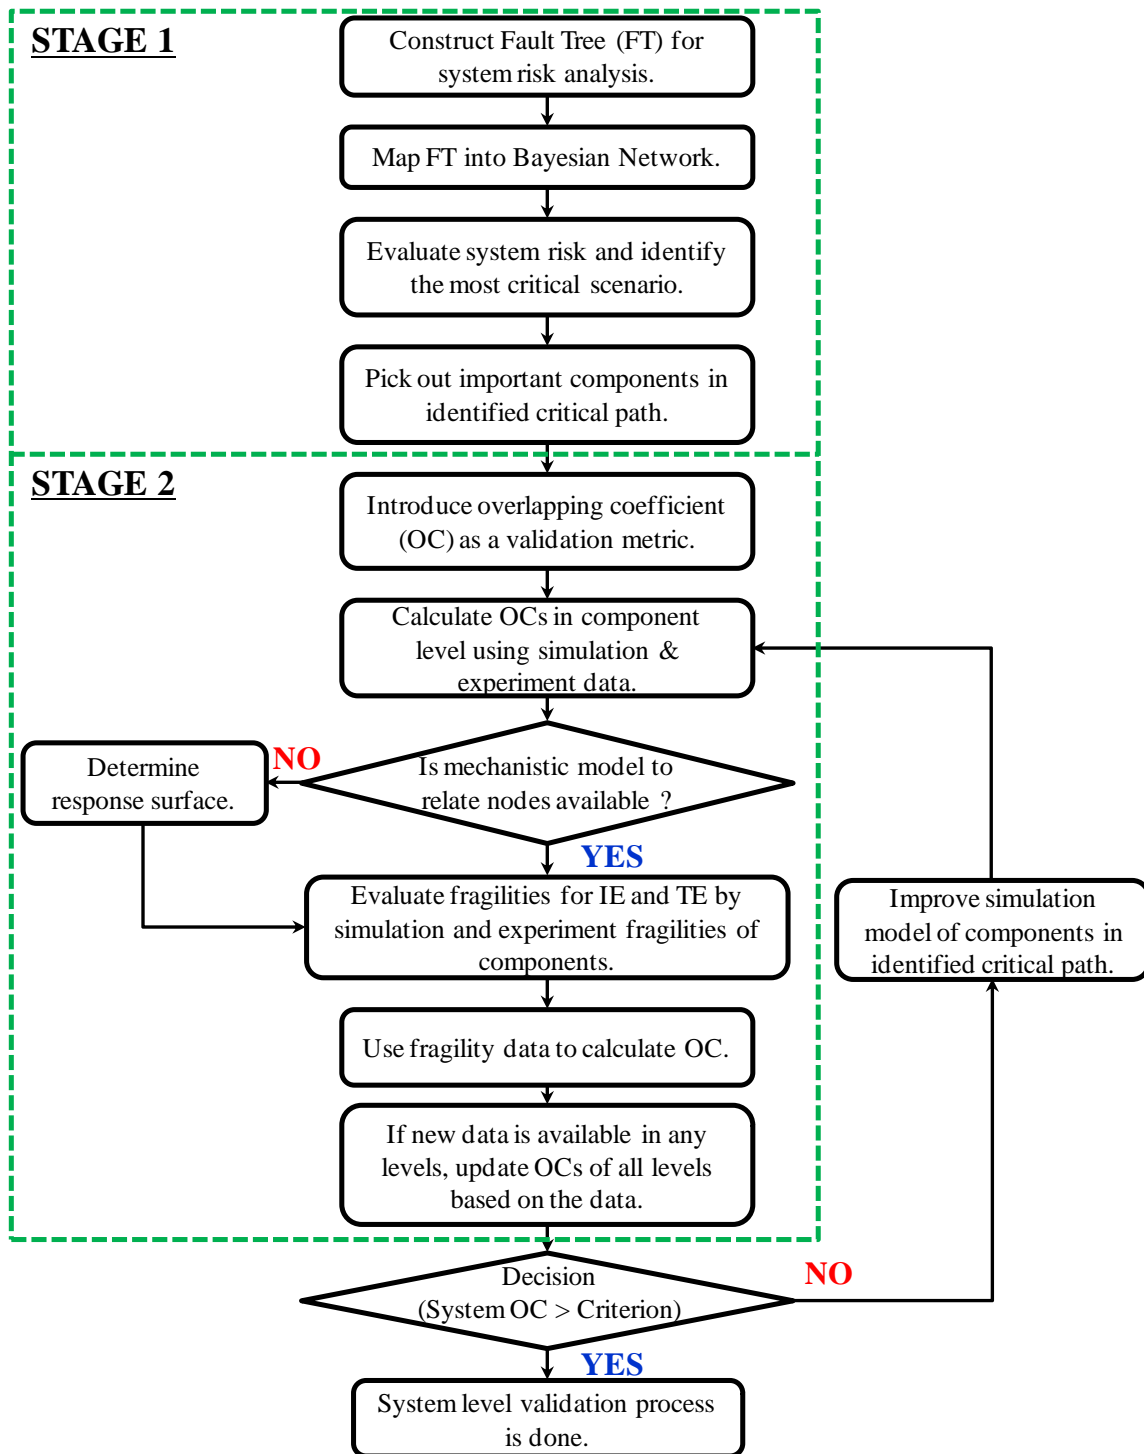 STAGE 1
Construct Fault Tree (FT) for
system risk analysis.
Map FT into Bayesian Network.
Evaluate system risk and identify
the most critical scenario.
Pick out important components in
identified critical path.
STAGE 2
Introduce overlapping coefficient
(OC) as a validation metric.
Calculate OCs in component
level using simulation &
experiment data.
Is mechistic model to
relate nodes available ?
NO
Determine
response surface.
YES
Evaluate fragilities for IE and TE by
simulation and experiment fragilities of
components.
Improve simulation
model of components in
identified critical path.
Use fragility data to calculate OC.
If new data is available in any
levels, update OCs of all levels
based on the data.
Decision
(System OC > Criterion)
NO
YES
System level validation process
is done.